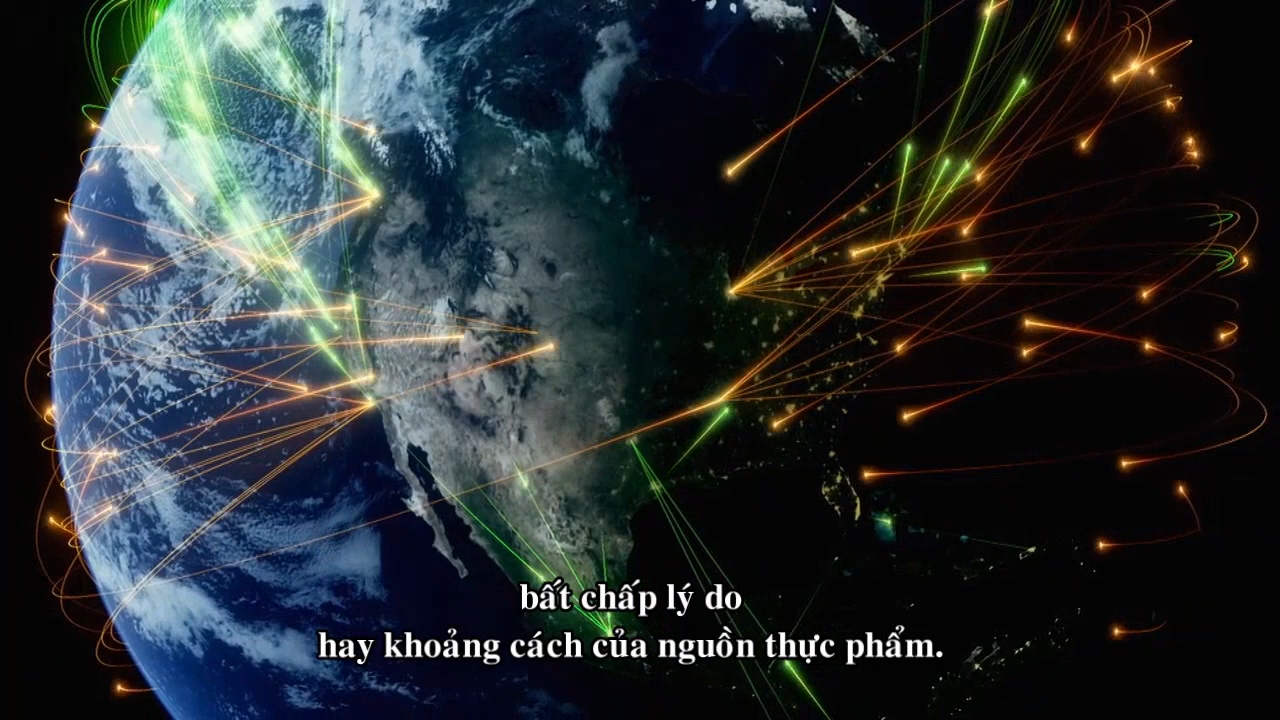 bất chấp lý do
hay khoảng cách của nguồn thực phẩm.